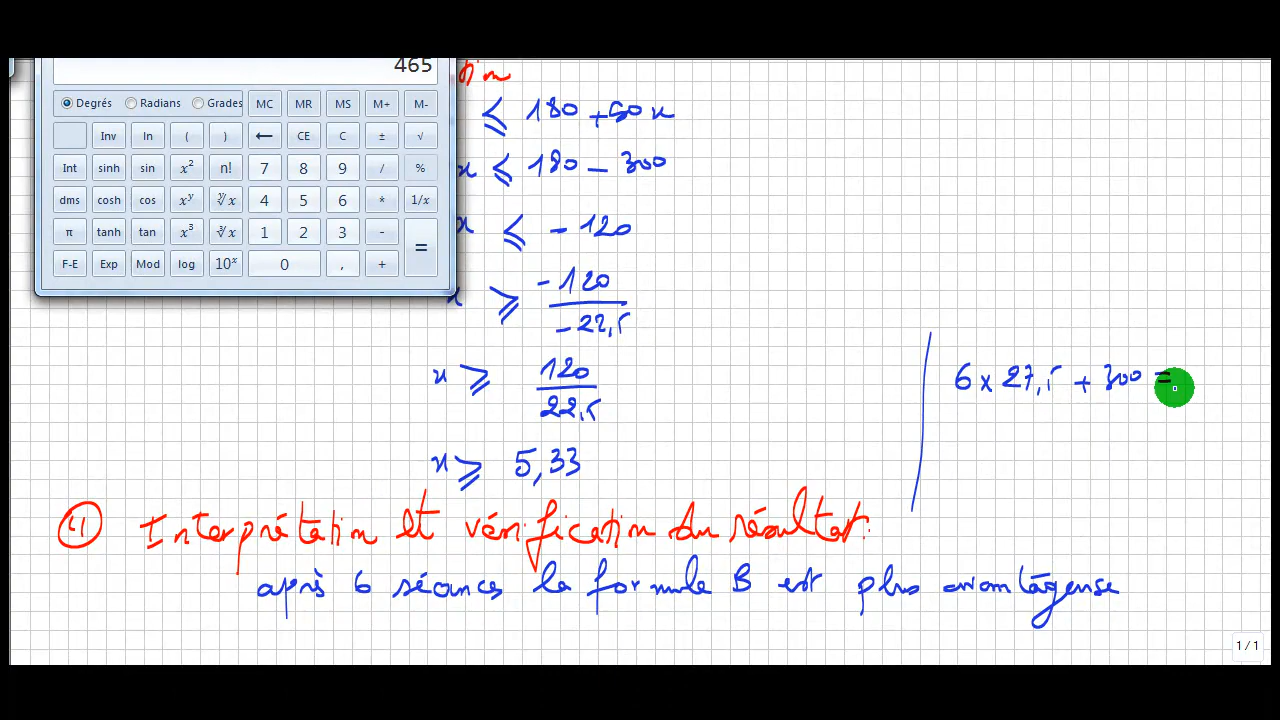 465
tion
Degrés Radians Grades MC MR MS M+ M-
Inv ln ( ) ← CE C ± √
Int sinh sin x² n! 7 8 9 / %
dms cosh cos xʸ ʸ√x 4 5 6 * 1/x
π tanh tan x³ ³√x 1 2 3 - =
F-E Exp Mod log 10ˣ 0 , +
⩽ 180 + 50 x
x ⩽ 180 - 300
x ⩽ - 120
x ⩾ -120 / -22,5
x ⩾ 120 / 22,5
x ⩾ 5,33
6 × 27,5 + 300 =
④ Interprétation et vérification du résultat.
après 6 séances la formule B est plus avantageuse
1 / 1